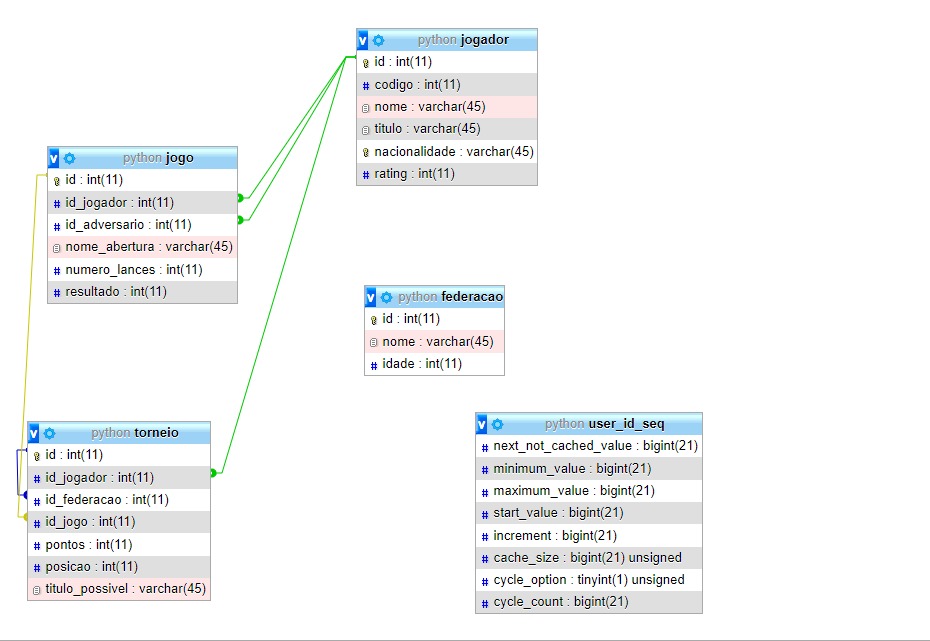 python jogador
id : int(11)
codigo : int(11)
nome : varchar(45)
titulo : varchar(45)
nacionalidade : varchar(45)
rating : int(11)
python jogo
id : int(11)
id_jogador : int(11)
id_adversario : int(11)
nome_abertura : varchar(45)
numero_lances : int(11)
resultado : int(11)
python federacao
id : int(11)
nome : varchar(45)
idade : int(11)
python torneio
id : int(11)
id_jogador : int(11)
id_federacao : int(11)
id_jogo : int(11)
pontos : int(11)
posicao : int(11)
titulo_possivel : varchar(45)
python user_id_seq
next_not_cached_value : bigint(21)
minimum_value : bigint(21)
maximum_value : bigint(21)
start_value : bigint(21)
increment : bigint(21)
cache_size : bigint(21) unsigned
cycle_option : tinyint(1) unsigned
cycle_count : bigint(21)